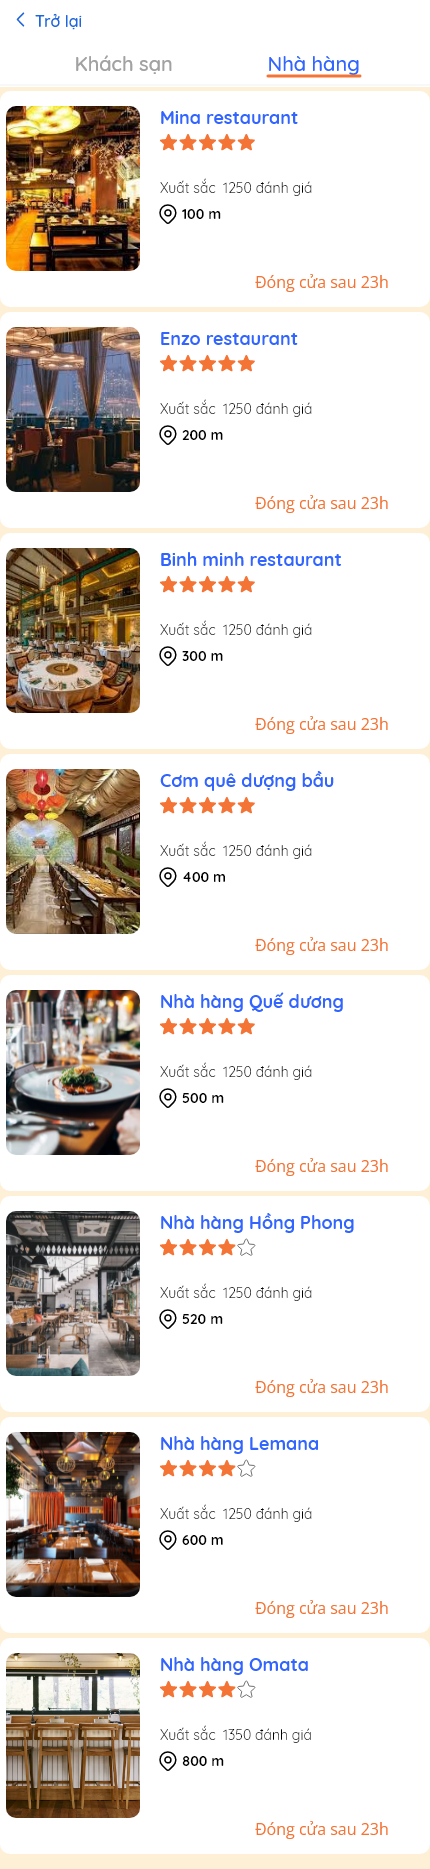 Trở lại
Khách sạn Nhà hàng
Mina restaurant
Xuất sắc 1250 đánh giá
100 m
Đóng cửa sau 23h
Enzo restaurant
Xuất sắc 1250 đánh giá
200 m
Đóng cửa sau 23h
Binh minh restaurant
Xuất sắc 1250 đánh giá
300 m
Đóng cửa sau 23h
Cơm quê dượng bầu
Xuất sắc 1250 đánh giá
400 m
Đóng cửa sau 23h
Nhà hàng Quế dương
Xuất sắc 1250 đánh giá
500 m
Đóng cửa sau 23h
Nhà hàng Hồng Phong
Xuất sắc 1250 đánh giá
520 m
Đóng cửa sau 23h
Nhà hàng Lemana
Xuất sắc 1250 đánh giá
600 m
Đóng cửa sau 23h
Nhà hàng Omata
Xuất sắc 1350 đánh giá
800 m
Đóng cửa sau 23h